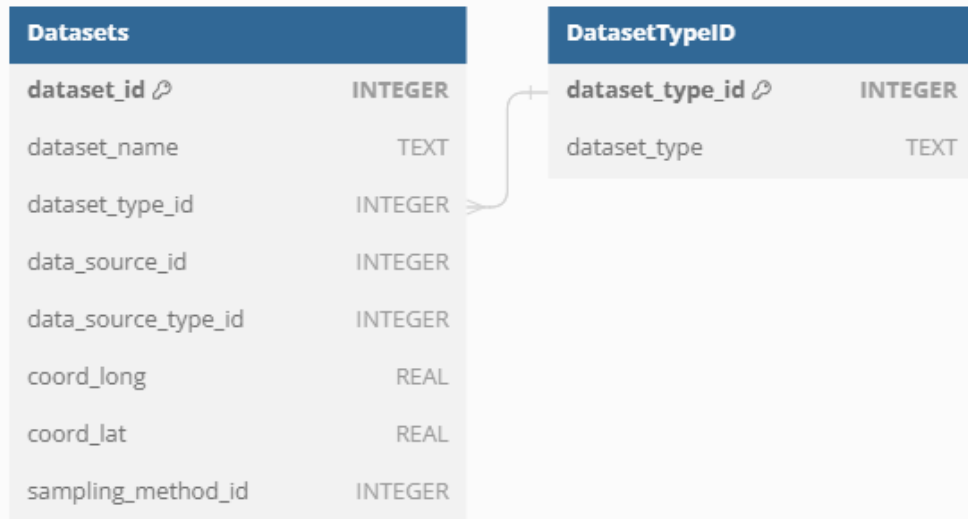 Datasets
dataset_id INTEGER
dataset_name TEXT
dataset_type_id INTEGER
data_source_id INTEGER
data_source_type_id INTEGER
coord_long REAL
coord_lat REAL
sampling_method_id INTEGER
DatasetTypeID
dataset_type_id INTEGER
dataset_type TEXT